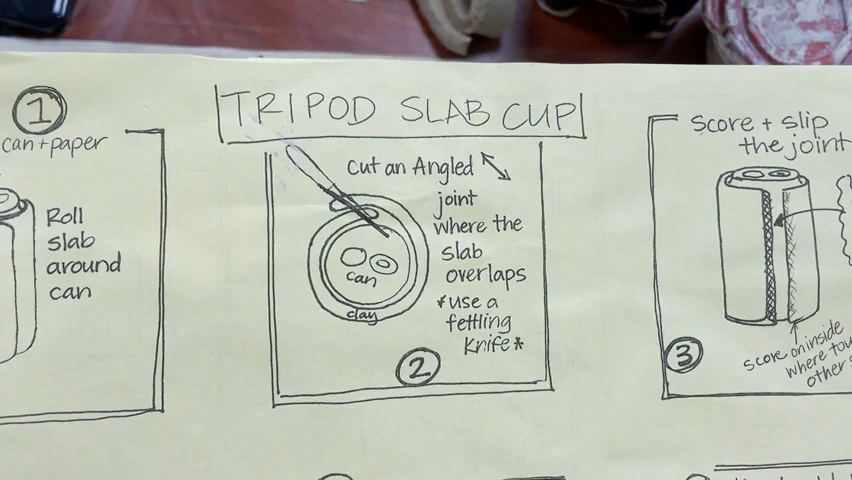 TRIPOD SLAB CUP
1
can + paper
Roll
slab
around
can
Cut an Angled
joint
where the
slab
overlaps
*use a
fettling
Knife*
can
clay
2
Score + slip
the joint
score on inside
where
other
3